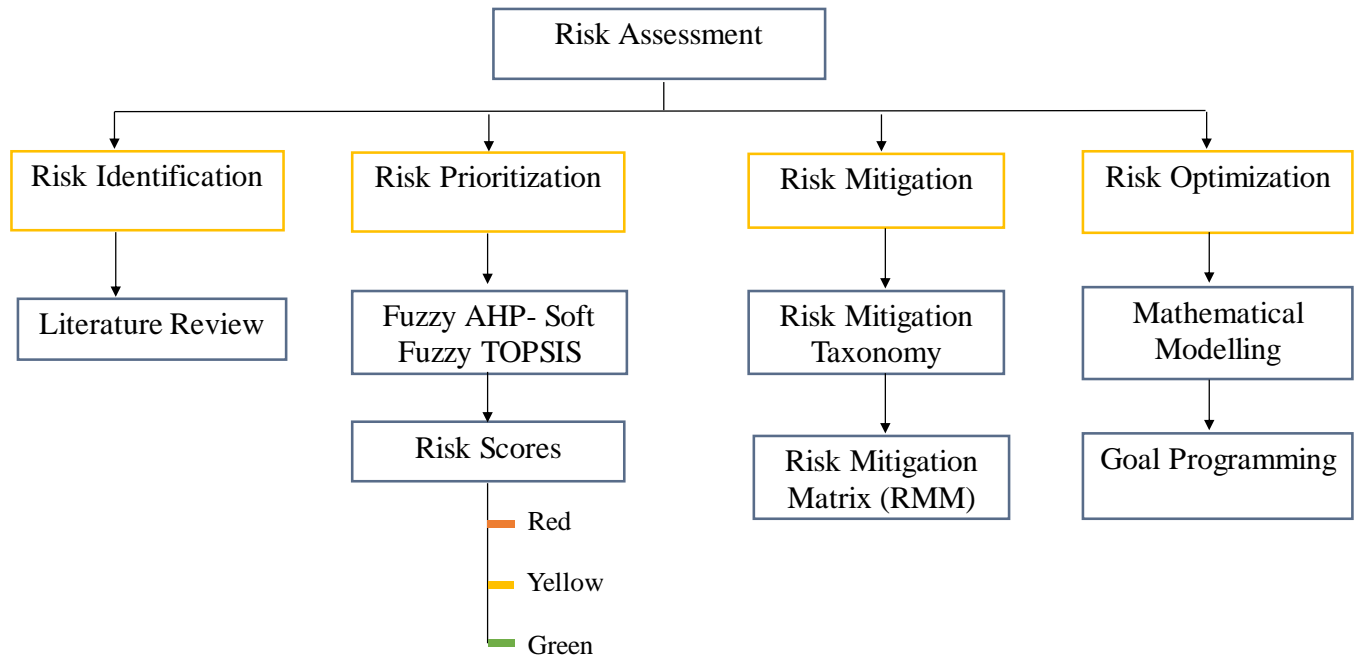 Risk Assessment
Risk Identification
Risk Prioritization
Risk Mitigation
Risk Optimization
Literature Review
Fuzzy AHP- Soft
Fuzzy TOPSIS
Risk Mitigation
Taxonomy
Mathematical
Modelling
Risk Scores
Risk Mitigation
Matrix (RMM)
Goal Programming
Red
Yellow
Green